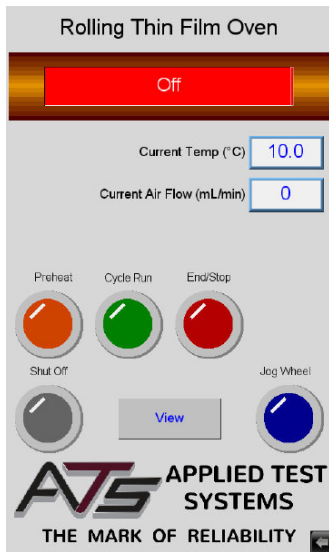 Rolling Thin Film Oven
Off
Current Temp (°C) 10.0
Current Air Flow (mL/min) 0
Preheat Cycle Run End/Stop
Shut Off Jog Wheel
View
ATS APPLIED TEST
SYSTEMS
THE MARK OF RELIABILITY